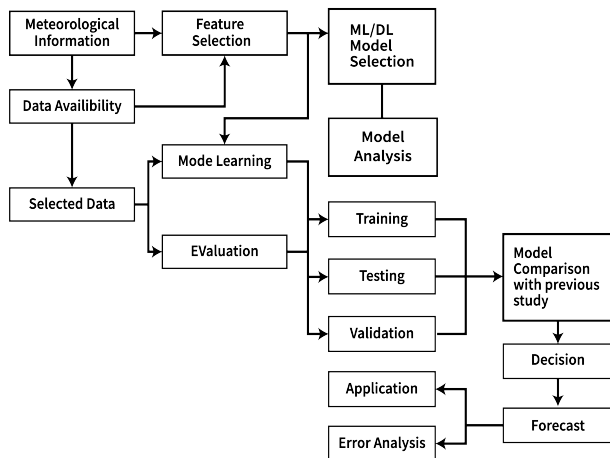 Meteorological
Information
Feature
Selection
ML/DL
Model
Selection
Data Availibility
Model
Analysis
Mode Learning
Selected Data
EValuation
Training
Testing
Validation
Model
Comparison
with previous
study
Decision
Application
Forecast
Error Analysis